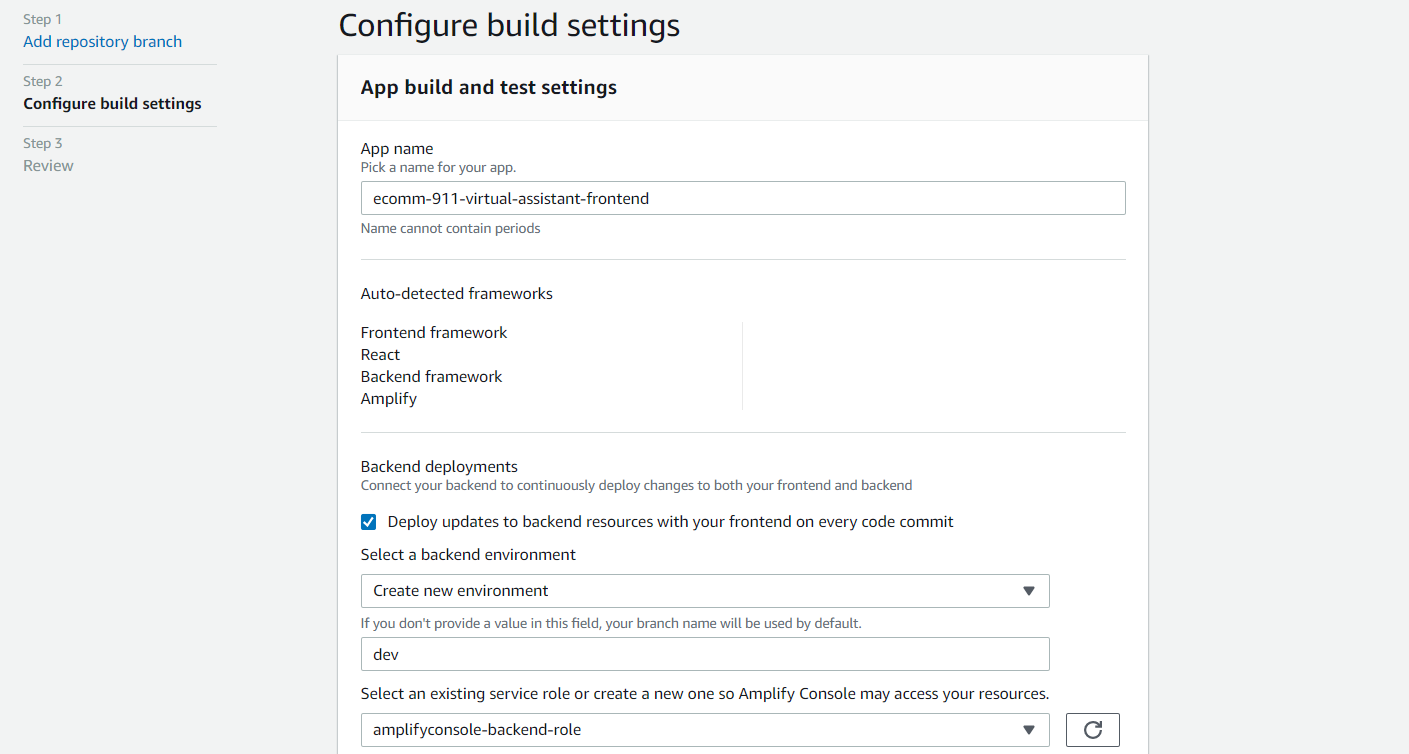 Step 1
Add repository branch
Step 2
Configure build settings
Step 3
Review
Configure build settings
App build and test settings
App name
Pick a name for your app.
ecomm-911-virtual-assistant-frontend
Name cannot contain periods
Auto-detected frameworks
Frontend framework
React
Backend framework
Amplify
Backend deployments
Connect your backend to continuously deploy changes to both your frontend and backend
Deploy updates to backend resources with your frontend on every code commit
Select a backend environment
Create new environment
If you don't provide a value in this field, your branch name will be used by default.
dev
Select an existing service role or create a new one so Amplify Console may access your resources.
amplifyconsole-backend-role